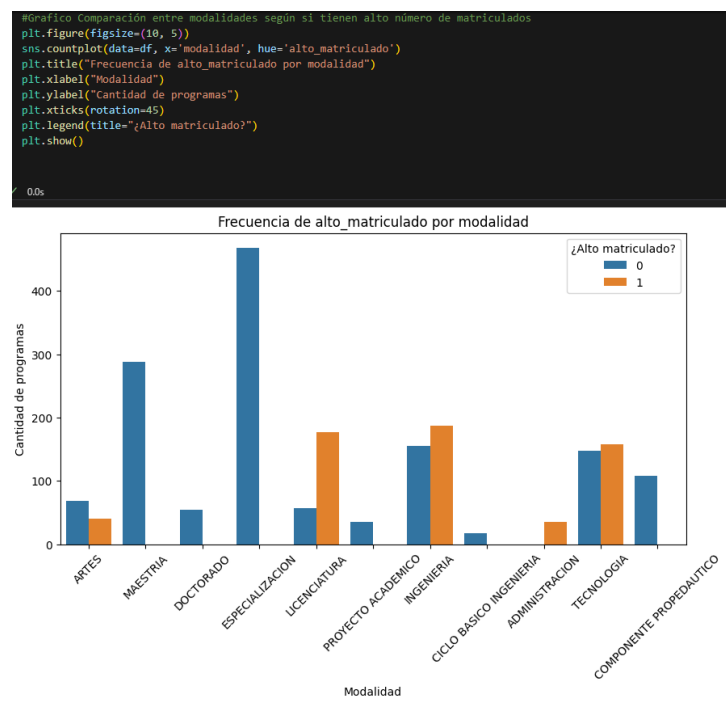 #Grafico Comparación entre modalidades según si tienen alto número de matriculados
plt.figure(figsize=(10, 5))
sns.countplot(data=df, x='modalidad', hue='alto_matriculado')
plt.title("Frecuencia de alto_matriculado por modalidad")
plt.xlabel("Modalidad")
plt.ylabel("Cantidad de programas")
plt.xticks(rotation=45)
plt.legend(title="¿Alto matriculado?")
plt.show()
✓ 0.0s
Frecuencia de alto_matriculado por modalidad
¿Alto matriculado?
0
1
Cantidad de programas
400
300
200
100
0
ARTES
MAESTRIA
DOCTORADO
ESPECIALIZACION
LICENCIATURA
PROYECTO ACADEMICO
INGENIERIA
CICLO BASICO INGENIERIA
ADMINISTRACION
TECNOLOGIA
COMPONENTE PROPEDAUTICO
Modalidad